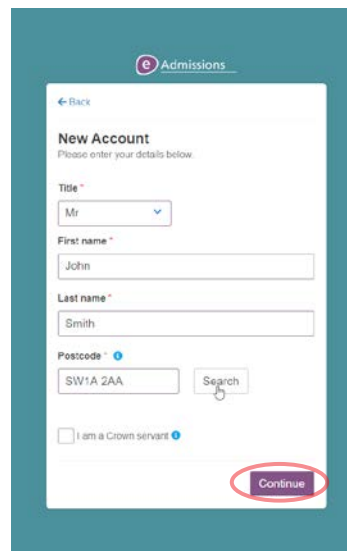 e Admissions
← Back
New Account
Please enter your details below.
Title *
Mr
First name *
John
Last name *
Smith
Postcode * i
SW1A 2AA Search
I am a Crown servant i
Continue